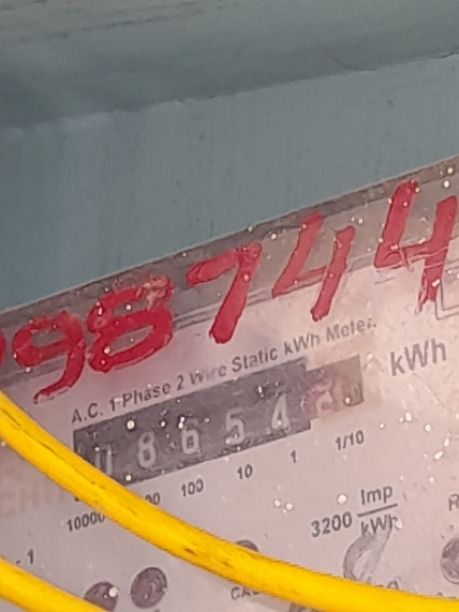 98744
A.C. 1-Phase 2 Wire Static kWh Meter.
kWh
08654
100 10 1 1/10
3200 Imp/kWh